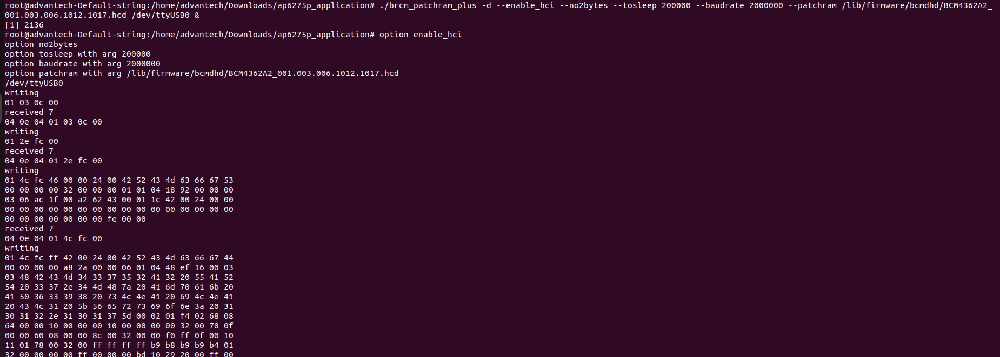 root@advantech-Default-string:/home/advantech/Downloads/ap6275p_application# ./brcm_patchram_plus -d --enable_hci --no2bytes --tosleep 200000 --baudrate 2000000 --patchram /lib/firmware/bcmdhd/BCM4362A2_
001.003.006.1012.1017.hcd /dev/ttyUSB0 &
[1] 2136
root@advantech-Default-string:/home/advantech/Downloads/ap6275p_application# option enable_hci
option no2bytes
option tosleep with arg 200000
option baudrate with arg 2000000
option patchram with arg /lib/firmware/bcmdhd/BCM4362A2_001.003.006.1012.1017.hcd
/dev/ttyUSB0
writing
01 03 0c 00
received 7
04 0e 04 01 03 0c 00
writing
01 2e fc 00
received 7
04 0e 04 01 2e fc 00
writing
01 4c fc 46 00 00 24 00 42 52 43 4d 63 66 67 53
00 00 00 00 32 00 00 00 01 01 04 18 92 00 00 00
03 06 ac 1f 00 a2 62 43 00 01 1c 42 00 24 00 00
00 00 00 00 00 00 00 00 00 00 00 00 00 00 00 00
00 00 00 00 00 00 00 fe 00 00
received 7
04 0e 04 01 4c fc 00
writing
01 4c fc ff 42 00 24 00 42 52 43 4d 63 66 67 44
00 00 00 00 a8 2a 00 00 06 01 04 48 ef 16 00 03
03 48 42 43 4d 34 33 37 35 32 41 32 20 55 41 52
54 20 33 37 2e 34 4d 48 7a 20 41 6d 70 61 6b 20
41 50 36 33 39 38 20 73 4c 4e 41 20 69 4c 4e 41
20 43 4c 31 20 5b 56 65 72 73 69 6f 6e 3a 20 31
30 31 32 2e 31 30 31 37 5d 00 02 01 f4 02 68 08
64 00 00 10 00 00 00 10 00 00 00 00 32 00 70 0f
00 00 60 08 00 00 8c 00 32 00 00 f0 ff 0f 00 10
11 01 78 00 32 00 ff ff ff ff b9 b8 b9 b9 b4 01
32 00 00 00 00 ff 00 00 00 bd 10 29 20 00 ff 00